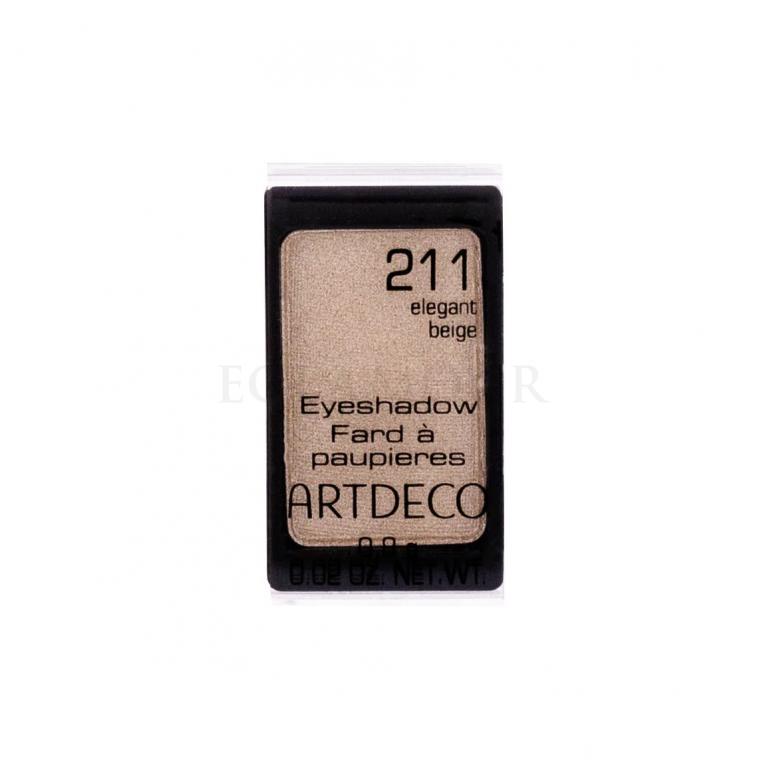 211
elegant
beige
Eyeshadow
Fard à
paupieres
ARTDECO
0.02 OZ. NET.WT.